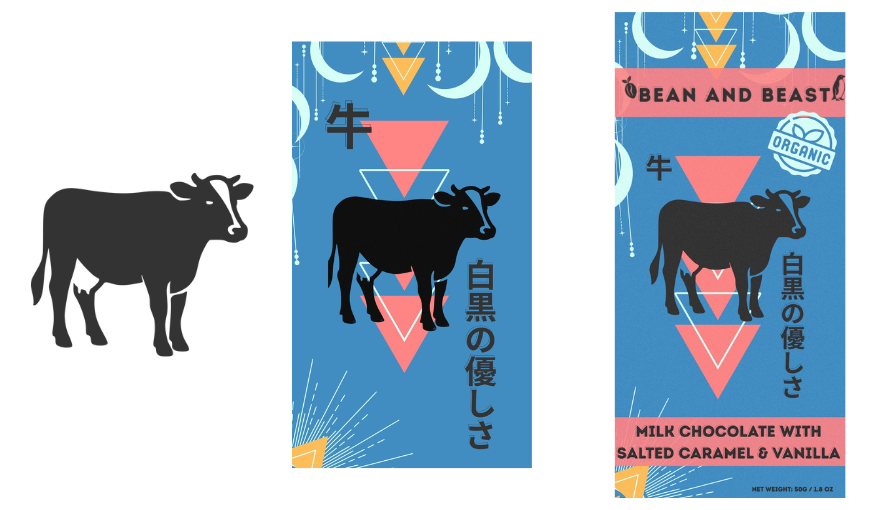 牛
白黒の優しさ
BEAN AND BEAST
ORGANIC
牛
白黒の優しさ
MILK CHOCOLATE WITH
SALTED CARAMEL & VANILLA
NET WEIGHT: 50G / 1.8 OZ